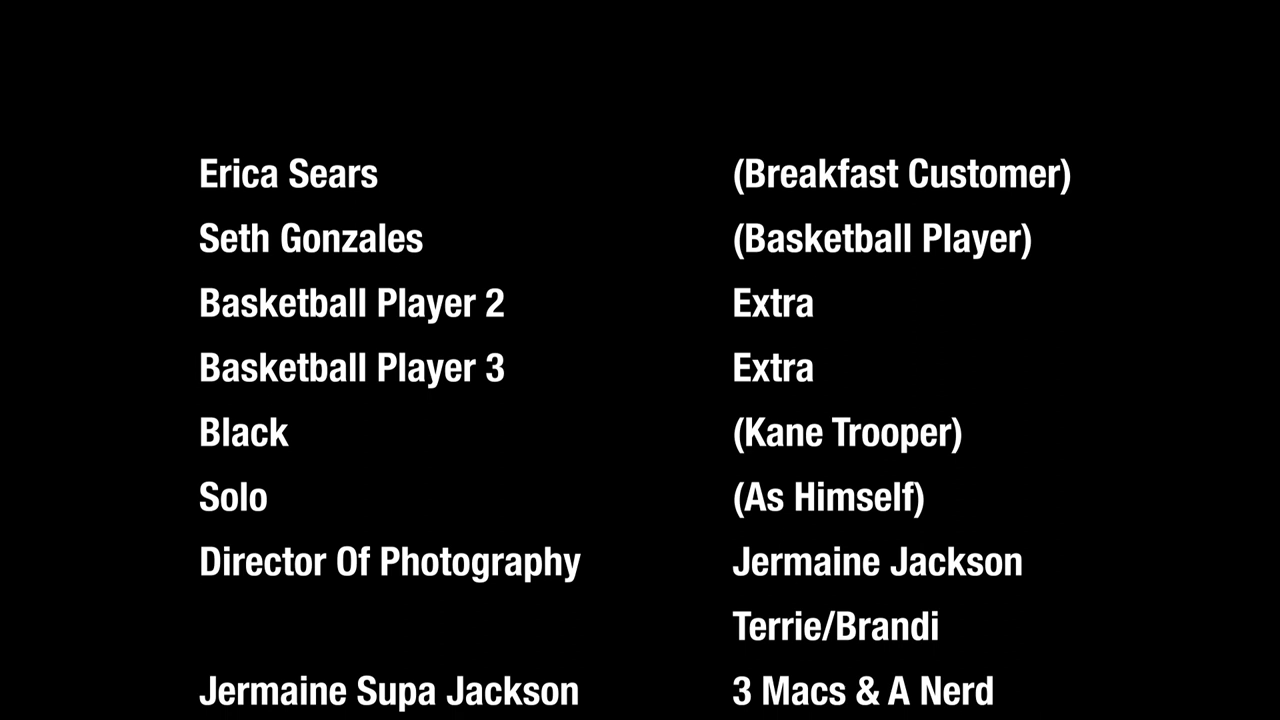 Erica Sears (Breakfast Customer)
Seth Gonzales (Basketball Player)
Basketball Player 2 Extra
Basketball Player 3 Extra
Black (Kane Trooper)
Solo (As Himself)
Director Of Photography Jermaine Jackson
Terrie/Brandi
Jermaine Supa Jackson 3 Macs & A Nerd